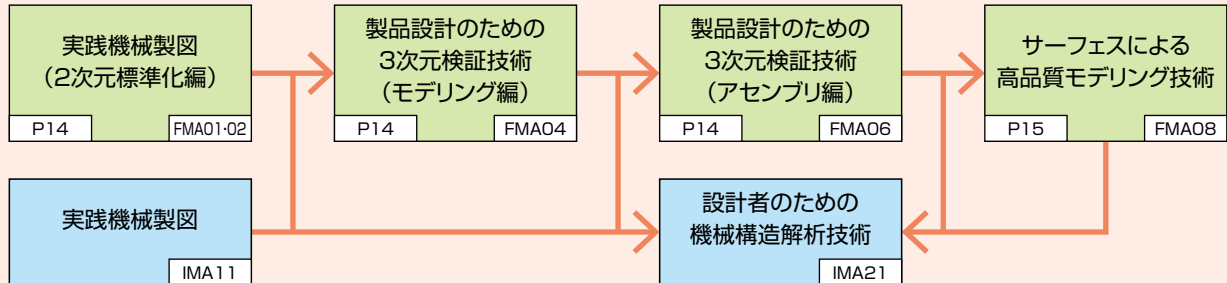 実践機械製図
（2次元標準化編）
P14
FMA01・02
製品設計のための
3次元検証技術
（モデリング編）
P14
FMA04
製品設計のための
3次元検証技術
（アセンブリ編）
P14
FMA06
サーフェスによる
高品質モデリング技術
P15
FMA08
実践機械製図
IMA11
設計者のための
機械構造解析技術
IMA21